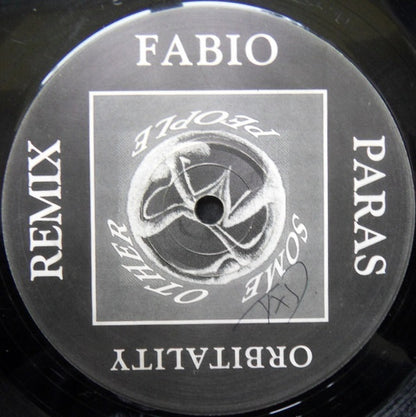 FABIO
PARAS
REMIX
ORBITALITY
SOME
OTHER
PEOPLE